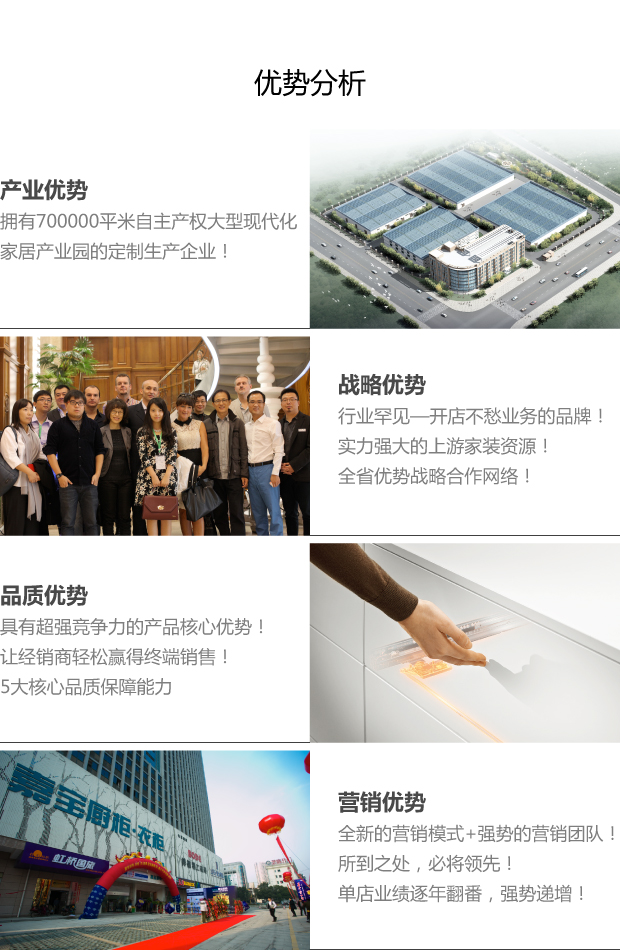 优势分析
产业优势
拥有700000平米自主产权大型现代化
家居产业园的定制生产企业！
战略优势
行业罕见—开店不愁业务的品牌！
实力强大的上游家装资源！
全省优势战略合作网络！
品质优势
具有超强竞争力的产品核心优势！
让经销商轻松赢得终端销售！
5大核心品质保障能力
营销优势
全新的营销模式+强势的营销团队！
所到之处，必将领先！
单店业绩逐年翻番，强势递增！
橱柜·衣柜